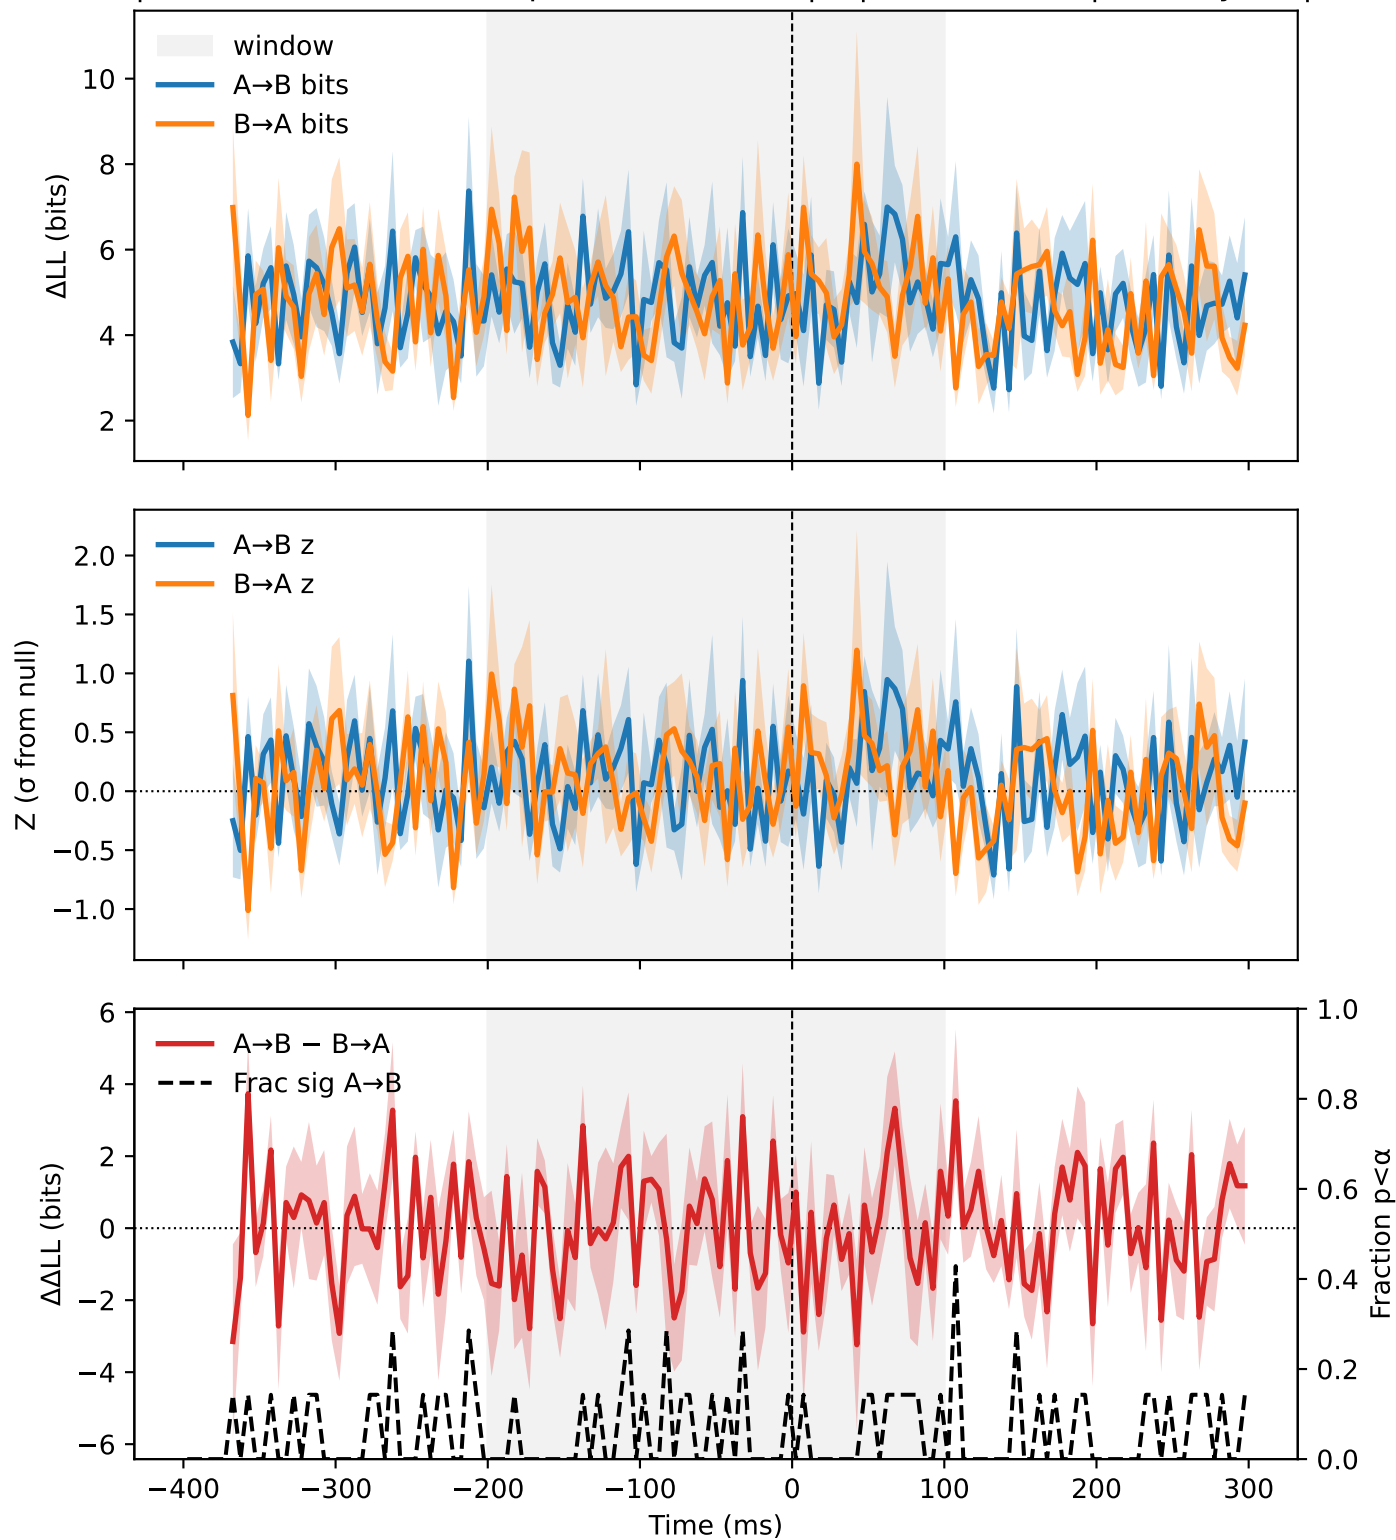 window
A→B bits
B→A bits
ΔLL (bits)
10
8
6
4
2
A→B z
B→A z
Z (σ from null)
2.0
1.5
1.0
0.5
0.0
−0.5
−1.0
A→B − B→A
Frac sig A→B
ΔΔLL (bits)
6
4
2
0
−2
−4
−6
1.0
0.8
0.6
0.4
0.2
0.0
Fraction p<α
−400
−300
−200
−100
0
100
200
300
Time (ms)